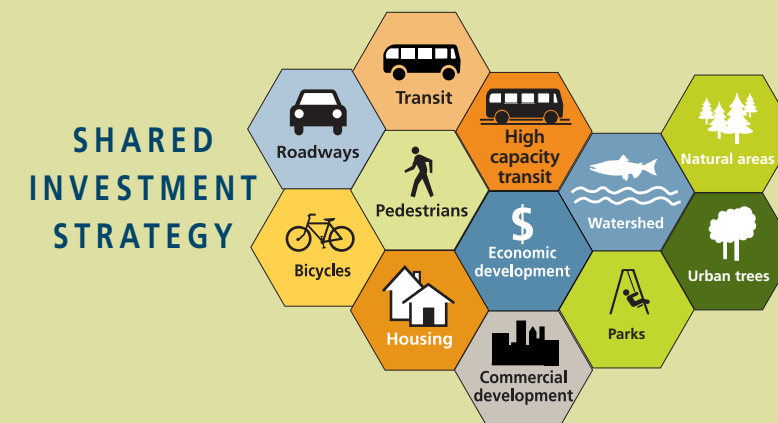 SHARED
INVESTMENT
STRATEGY
Transit
Roadways
High
capacity
transit
Natural areas
Pedestrians
Watershed
$
Economic
development
Bicycles
Urban trees
Housing
Parks
Commercial
development